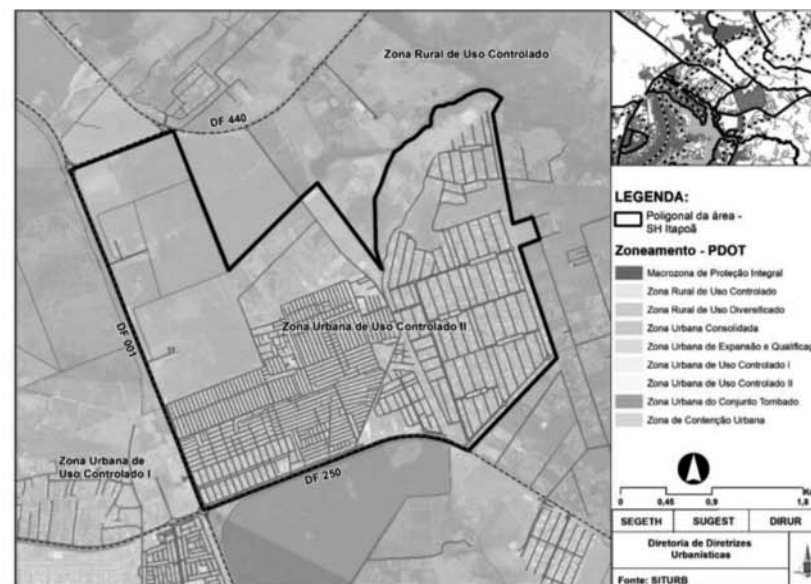 Zona Rural de Uso Controlado
DF 440
DF 001
Zona Urbana de Uso Controlado II
Zona Urbana de
Uso Controlado I
DF 250
LEGENDA:
Poligonal da área -
SH Itapoã
Zoneamento - PDOT
Macrozona de Proteção Integral
Zona Rural de Uso Controlado
Zona Rural de Uso Diversificado
Zona Urbana Consolidada
Zona Urbana de Expansão e Qualificaç
Zona Urbana de Uso Controlado I
Zona Urbana de Uso Controlado II
Zona Urbana do Conjunto Tombado
Zona de Contenção Urbana
0 0,45 0,9 1,8
SEGETH SUGEST DIRUR
Diretoria de Diretrizes
Urbanísticas
Fonte: SITURB